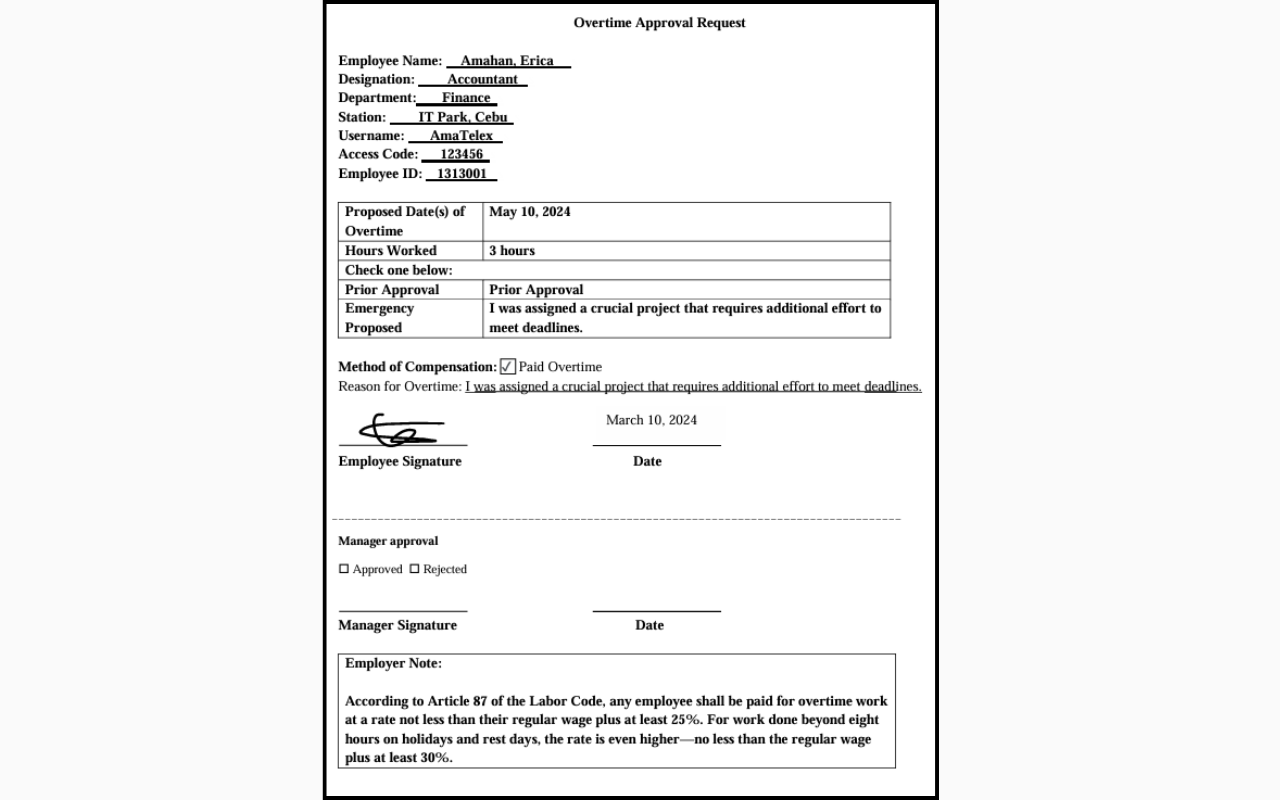 Overtime Approval Request
Employee Name: Amahan, Erica
Designation: Accountant
Department: Finance
Station: IT Park, Cebu
Username: AmaTelex
Access Code: 123456
Employee ID: 1313001
Proposed Date(s) of Overtime May 10, 2024
Hours Worked 3 hours
Check one below:
Prior Approval Prior Approval
Emergency Proposed I was assigned a crucial project that requires additional effort to
meet deadlines.
Method of Compensation: ☑ Paid Overtime
Reason for Overtime: I was assigned a crucial project that requires additional effort to meet deadlines.
March 10, 2024
Employee Signature Date
Manager approval
☐ Approved ☐ Rejected
Manager Signature Date
Employer Note:
According to Article 87 of the Labor Code, any employee shall be paid for overtime work
at a rate not less than their regular wage plus at least 25%. For work done beyond eight
hours on holidays and rest days, the rate is even higher—no less than the regular wage
plus at least 30%.